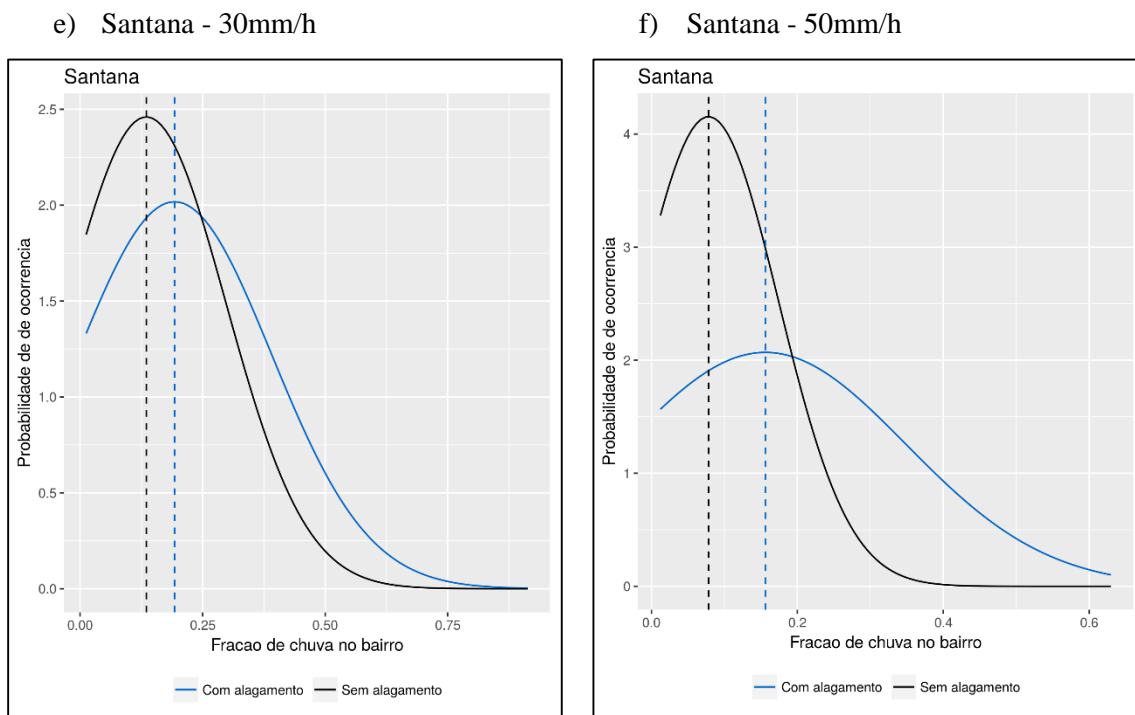 e) Santana - 30mm/h
Santana
2.5
2.0
1.5
1.0
0.5
0.0
Probabilidade de ocorrencia
0.00 0.25 0.50 0.75
Fracao de chuva no bairro
Com alagamento Sem alagamento
f) Santana - 50mm/h
Santana
4
3
2
1
0
Probabilidade de ocorrencia
0.0 0.2 0.4 0.6
Fracao de chuva no bairro
Com alagamento Sem alagamento